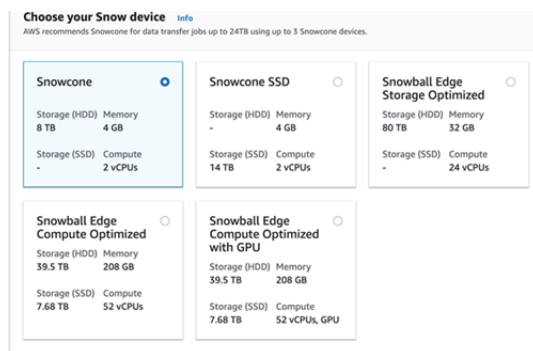 Choose your Snow device Info
AWS recommends Snowcone for data transfer jobs up to 24TB using up to 3 Snowcone devices.
Snowcone
Storage (HDD) Memory
8 TB 4 GB
Storage (SSD) Compute
- 2 vCPUs
Snowcone SSD
Storage (HDD) Memory
- 4 GB
Storage (SSD) Compute
14 TB 2 vCPUs
Snowball Edge
Storage Optimized
Storage (HDD) Memory
80 TB 32 GB
Storage (SSD) Compute
- 24 vCPUs
Snowball Edge
Compute Optimized
Storage (HDD) Memory
39.5 TB 208 GB
Storage (SSD) Compute
7.68 TB 52 vCPUs
Snowball Edge
Compute Optimized
with GPU
Storage (HDD) Memory
39.5 TB 208 GB
Storage (SSD) Compute
7.68 TB 52 vCPUs, GPU